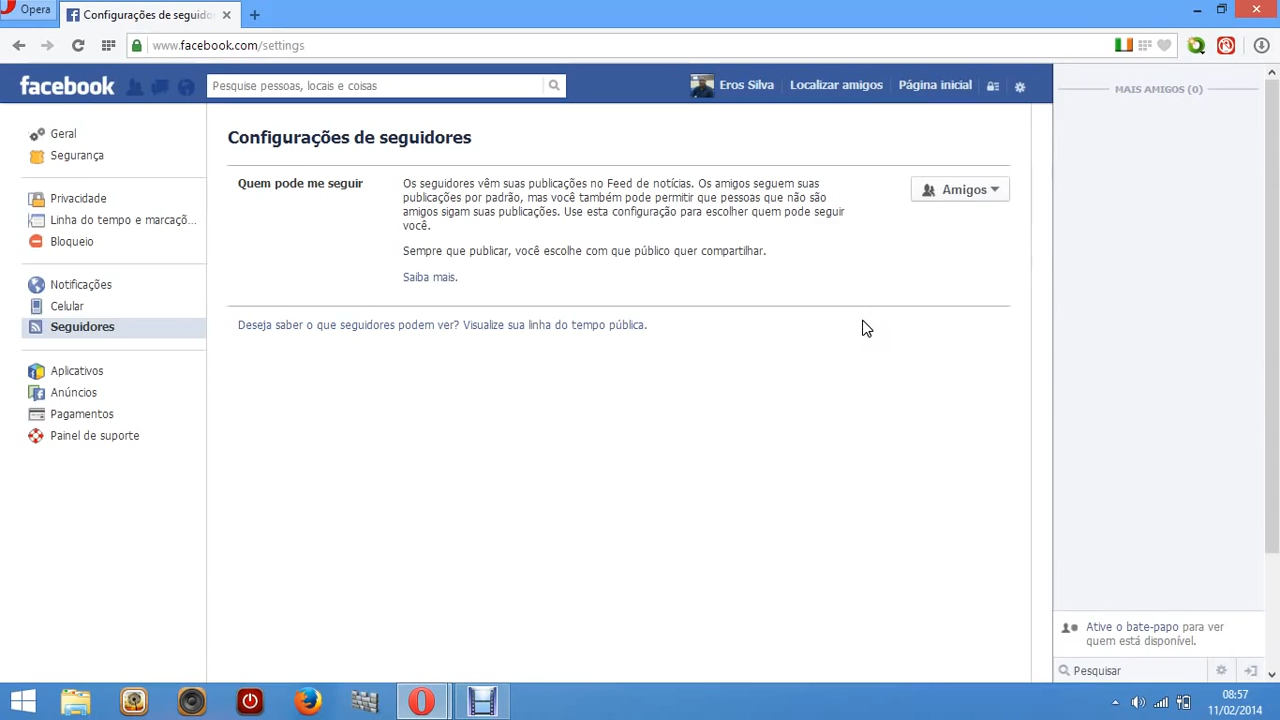 Opera
Configurações de seguido
www.facebook.com/settings
facebook
Pesquise pessoas, locais e coisas
Eros Silva
Localizar amigos
Página inicial
MAIS AMIGOS (0)
Geral
Segurança
Privacidade
Linha do tempo e marcaçõ...
Bloqueio
Notificações
Celular
Seguidores
Aplicativos
Anúncios
Pagamentos
Painel de suporte
Configurações de seguidores
Quem pode me seguir
Os seguidores vêm suas publicações no Feed de notícias. Os amigos seguem suas
publicações por padrão, mas você também pode permitir que pessoas que não são
amigos sigam suas publicações. Use esta configuração para escolher quem pode seguir
você.
Sempre que publicar, você escolhe com que público quer compartilhar.
Saiba mais.
Amigos
Deseja saber o que seguidores podem ver? Visualize sua linha do tempo pública.
Ative o bate-papo para ver
quem está disponível.
Pesquisar
08:57
11/02/2014